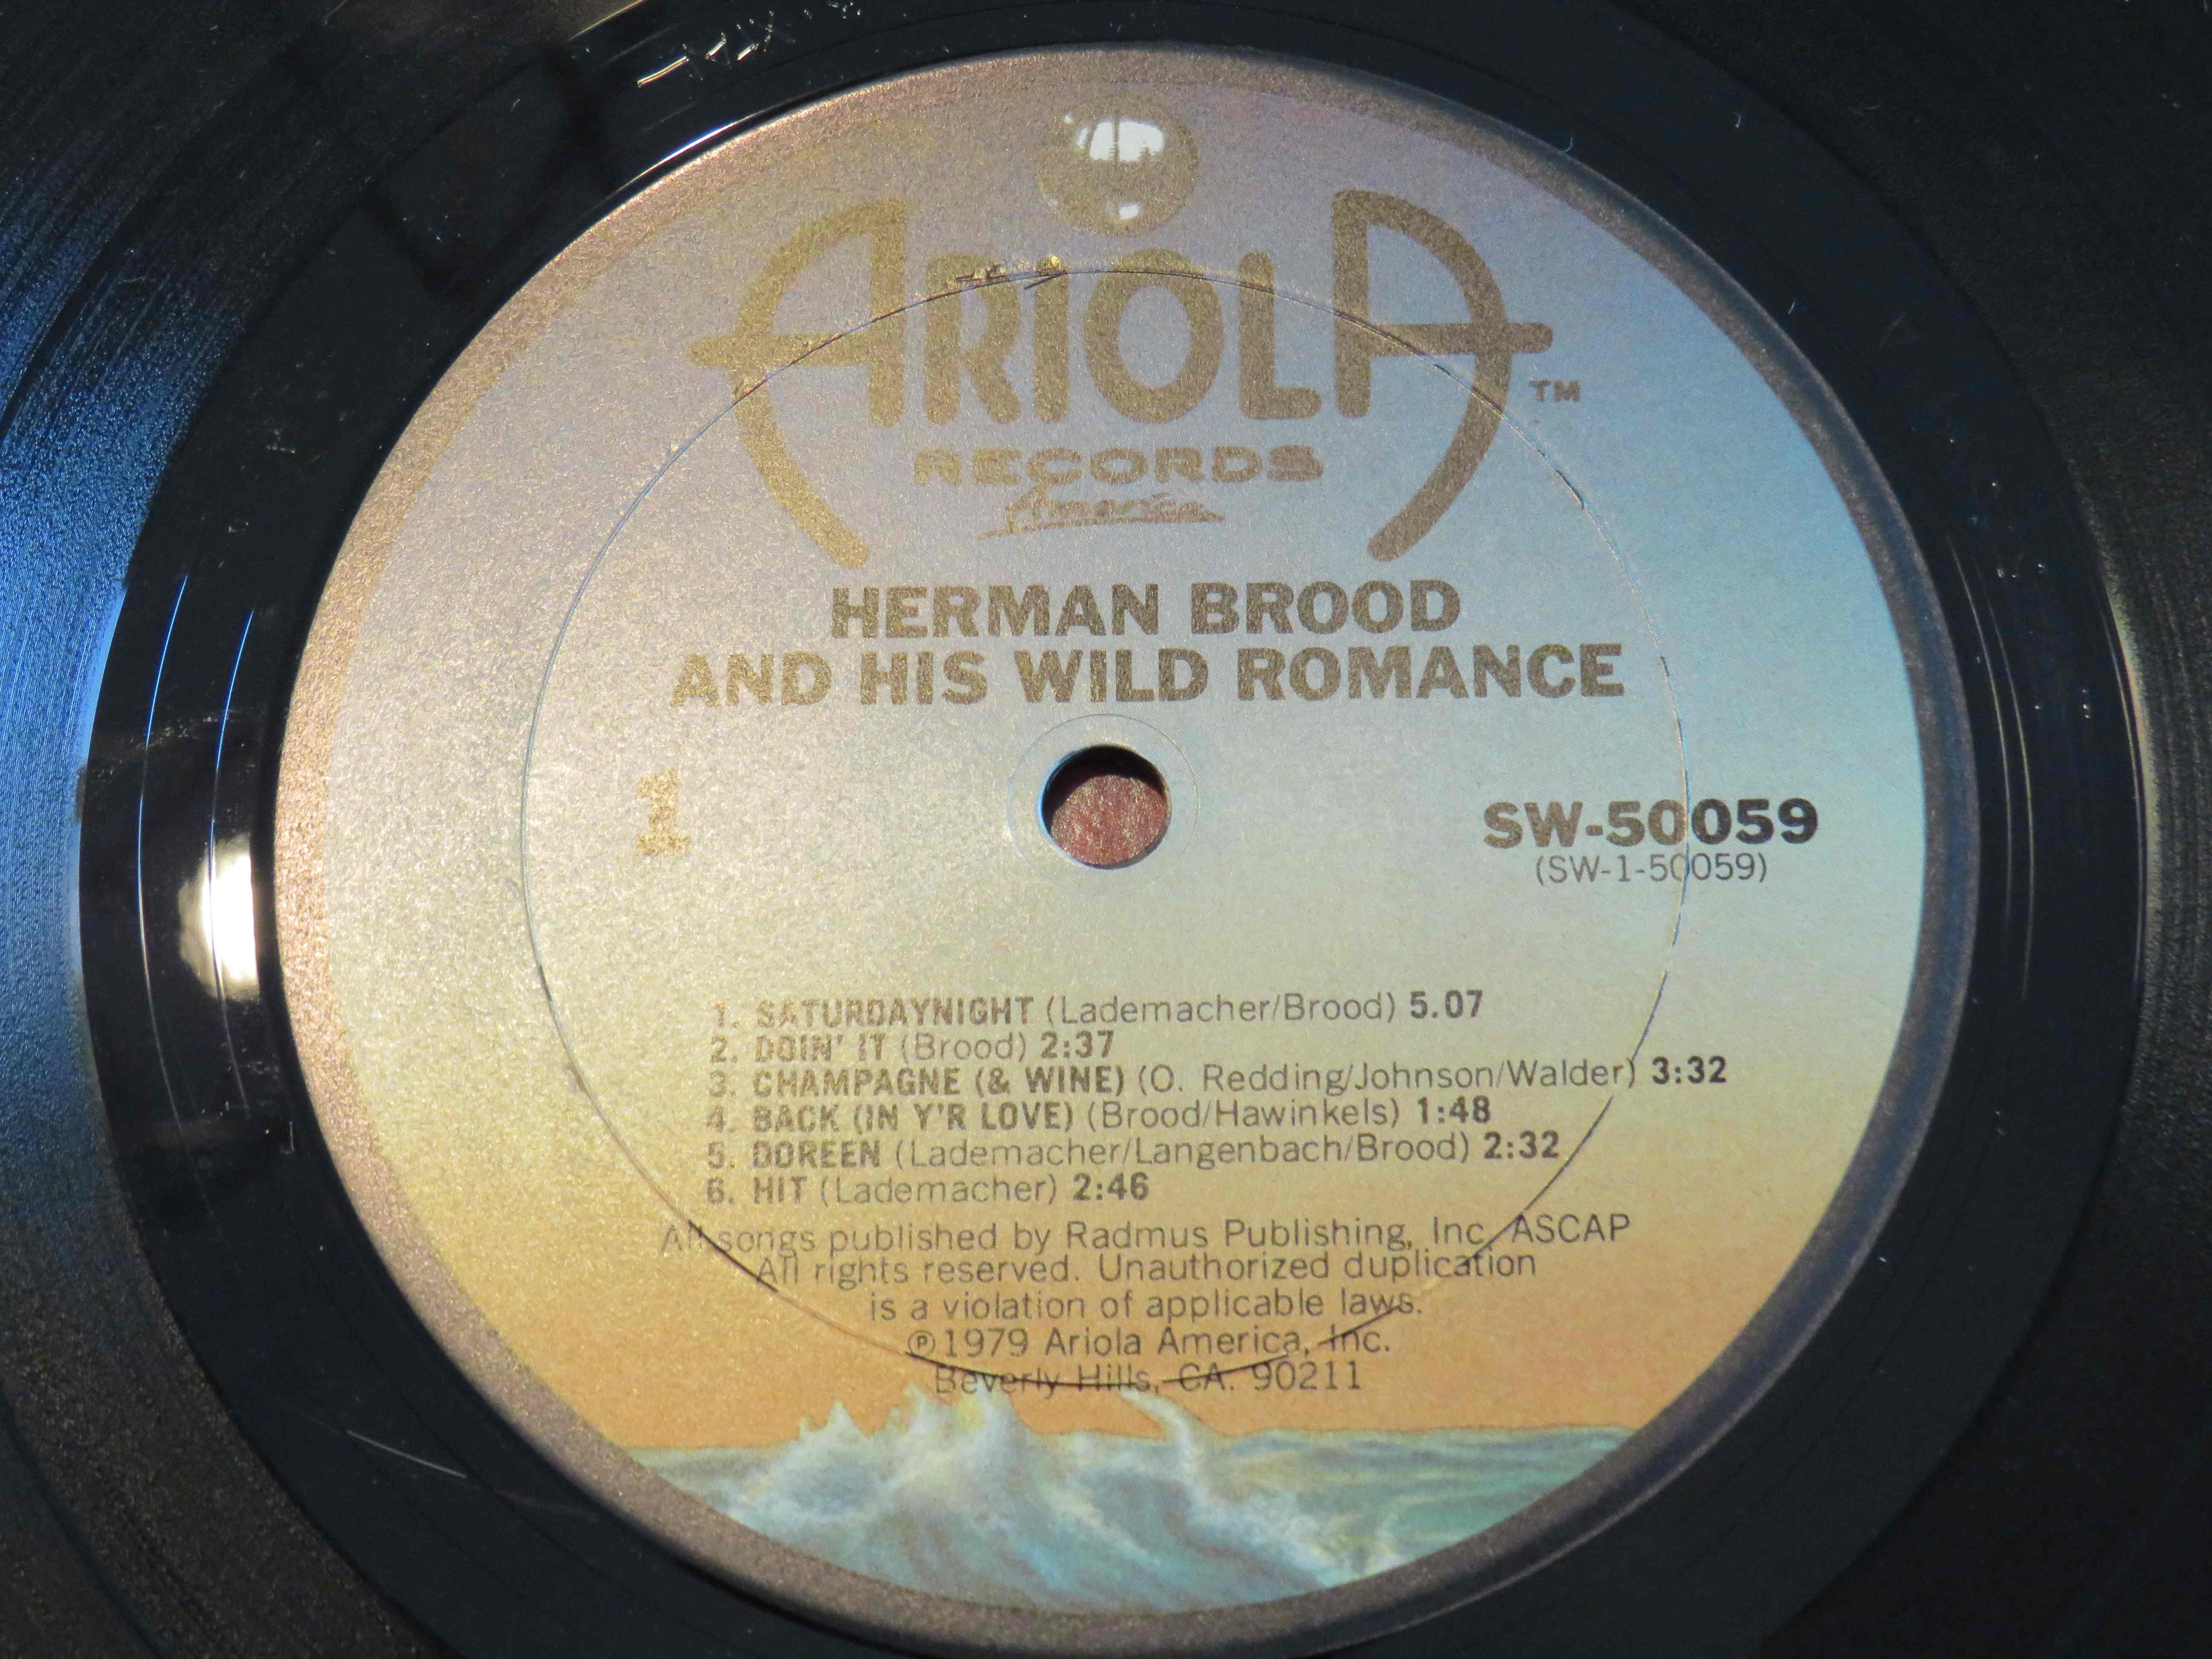 ARIOLA ™
RECORDS
America
HERMAN BROOD
AND HIS WILD ROMANCE
1
SW-50059
(SW-1-50059)
1. SATURDAYNIGHT (Lademacher/Brood) 5.07
2. DOIN' IT (Brood) 2:37
3. CHAMPAGNE (& WINE) (O. Redding/Johnson/Walder) 3:32
4. BACK (IN Y'R LOVE) (Brood/Hawinkels) 1:48
5. DOREEN (Lademacher/Langenbach/Brood) 2:32
6. HIT (Lademacher) 2:46
All songs published by Radmus Publishing, Inc. ASCAP
All rights reserved. Unauthorized duplication
is a violation of applicable laws.
℗1979 Ariola America, Inc.
Beverly Hills, CA. 90211